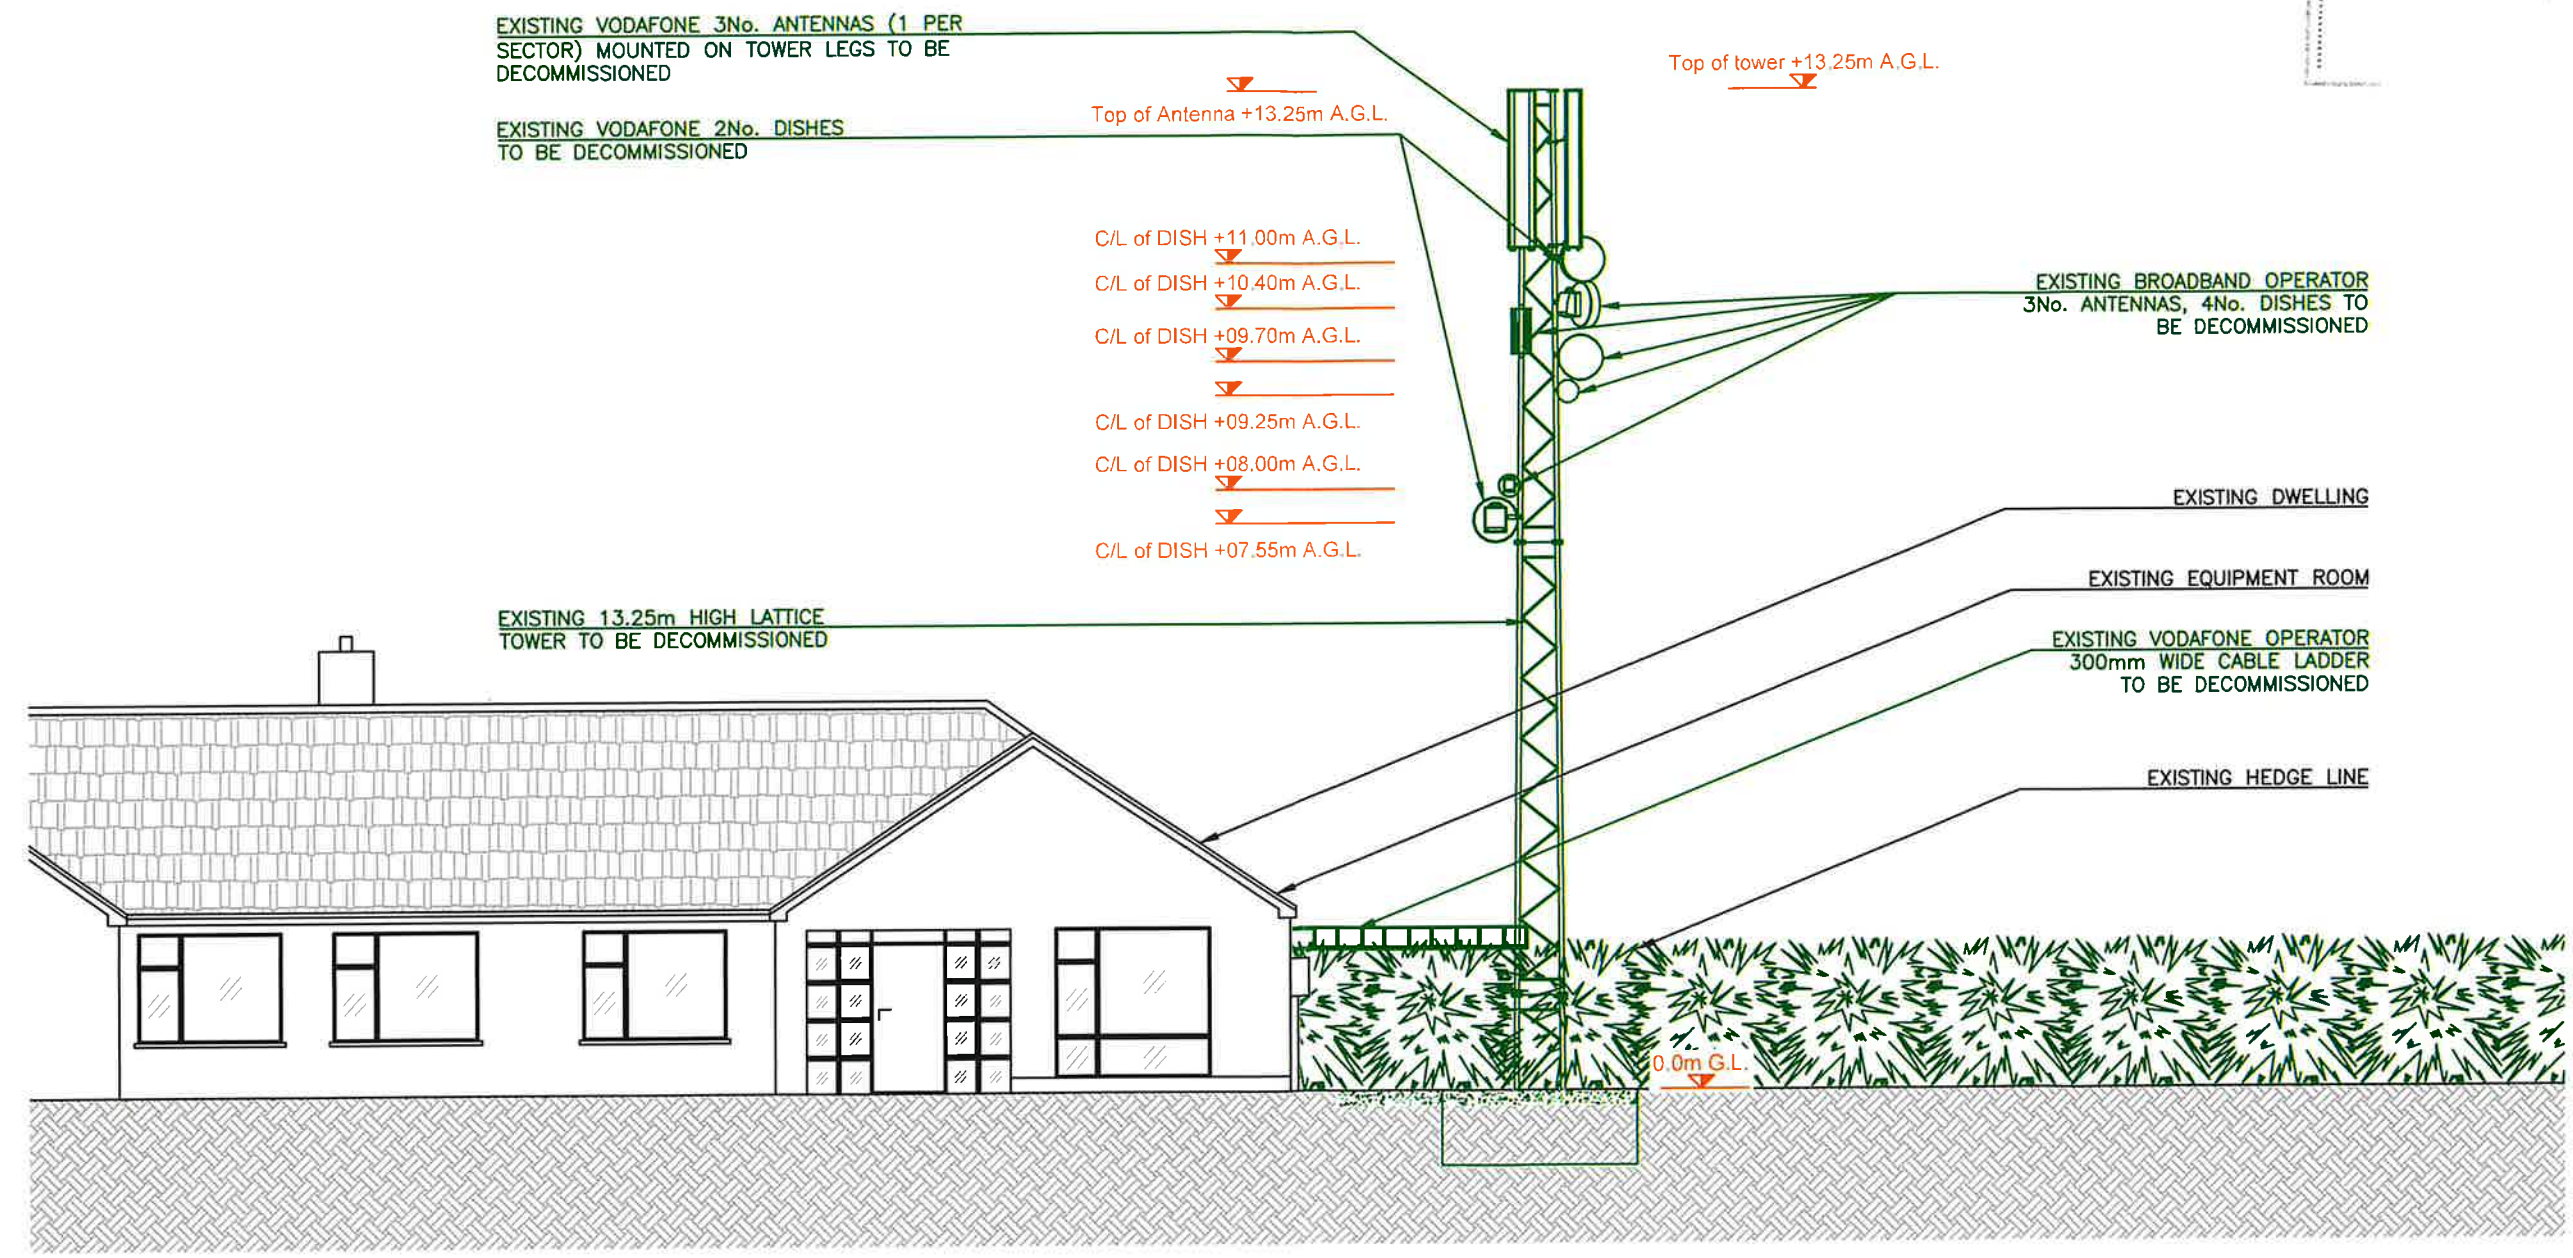 EXISTING VODAFONE 3No. ANTENNAS (1 PER
SECTOR) MOUNTED ON TOWER LEGS TO BE
DECOMMISSIONED
Top of tower +13.25m A.G.L.
Top of Antenna +13.25m A.G.L.
EXISTING VODAFONE 2No. DISHES
TO BE DECOMMISSIONED
C/L of DISH +11.00m A.G.L.
C/L of DISH +10.40m A.G.L.
C/L of DISH +09.70m A.G.L.
C/L of DISH +09.25m A.G.L.
C/L of DISH +08.00m A.G.L.
C/L of DISH +07.55m A.G.L.
EXISTING BROADBAND OPERATOR
3No. ANTENNAS, 4No. DISHES TO
BE DECOMMISSIONED
EXISTING DWELLING
EXISTING EQUIPMENT ROOM
EXISTING 13.25m HIGH LATTICE
TOWER TO BE DECOMMISSIONED
EXISTING VODAFONE OPERATOR
300mm WIDE CABLE LADDER
TO BE DECOMMISSIONED
EXISTING HEDGE LINE
0.0m G.L.